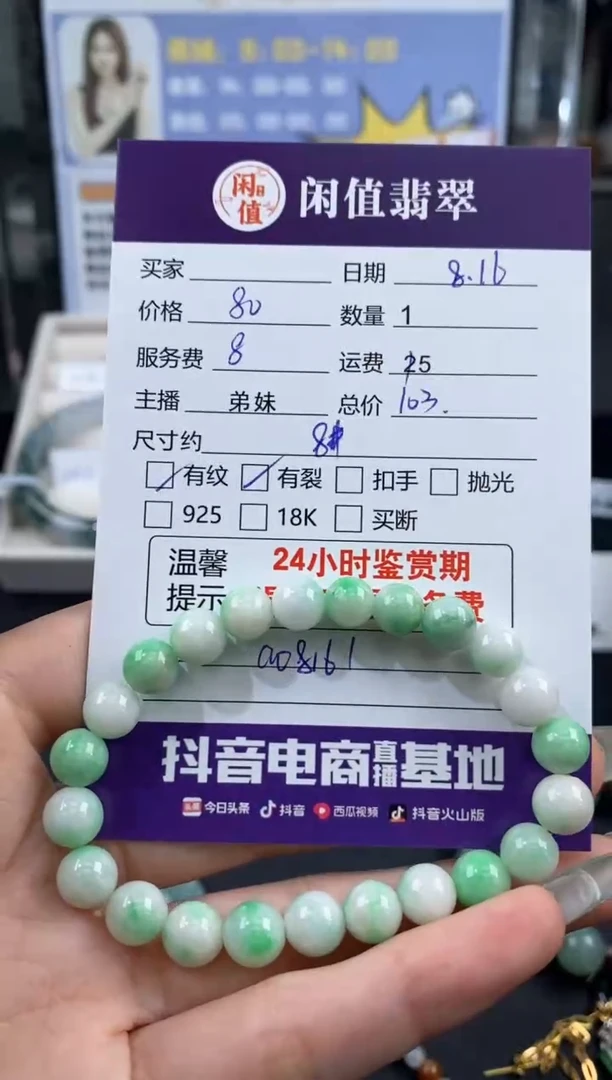 闲值
闲值翡翠
买家 日期 8.16
价格 80 数量 1
服务费 8 运费 25
主播 弟妹 总价 103.
尺寸约 8#
有纹 有裂 扣手 抛光
925 18K 买断
温馨 24小时鉴赏期
提示 务费
a08161
抖音电商直播基地
今日头条 抖音 西瓜视频 抖音火山版